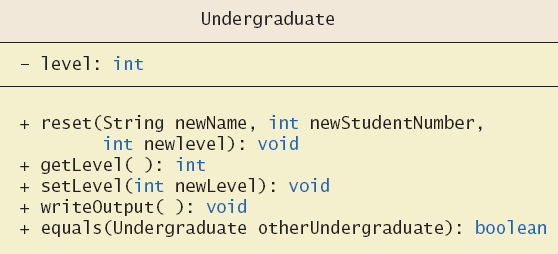 Undergraduate
- level: int
+ reset(String newName, int newStudentNumber,
int newlevel): void
+ getLevel( ): int
+ setLevel(int newLevel): void
+ writeOutput( ): void
+ equals(Undergraduate otherUndergraduate): boolean